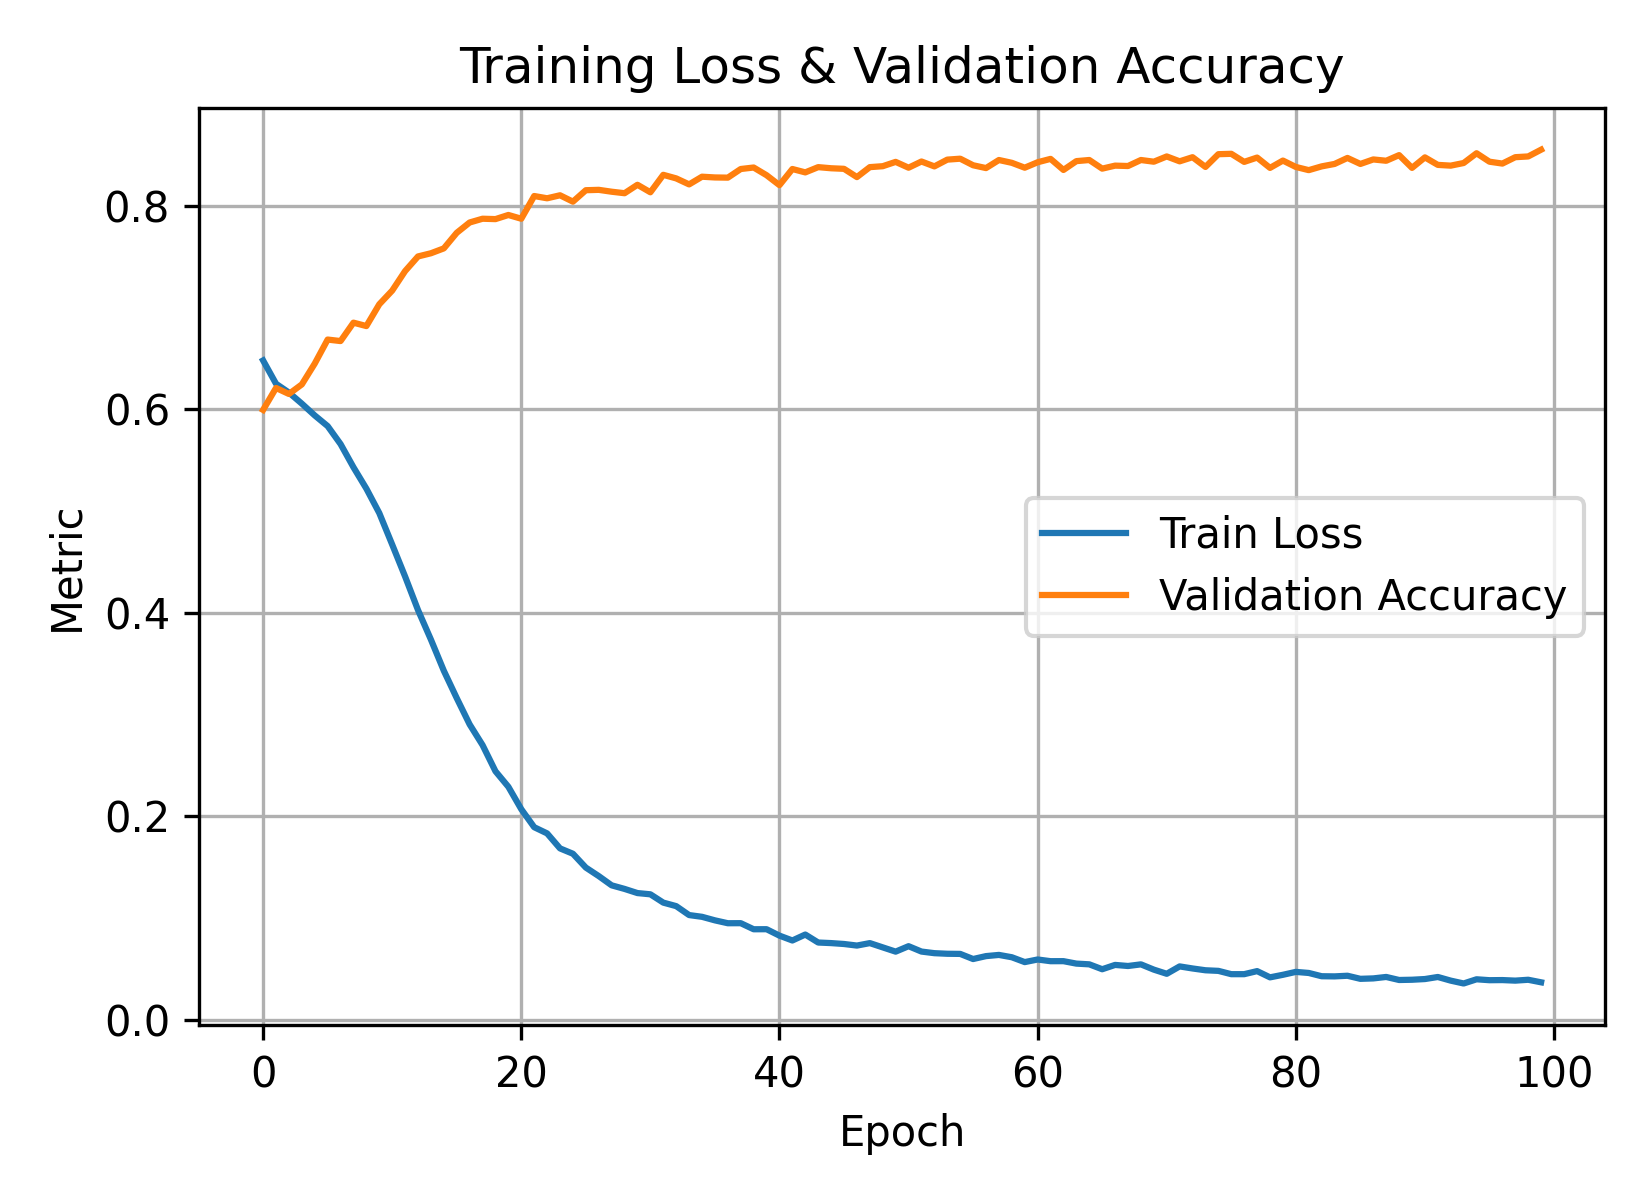 Training Loss & Validation Accuracy
0.8
0.6
0.4
0.2
0.0
Metric
Train Loss
Validation Accuracy
0 20 40 60 80 100
Epoch